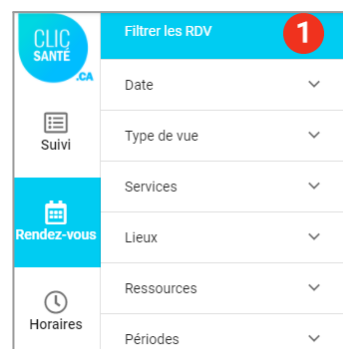 CLIC
SANTÉ
.CA
Suivi
Rendez-vous
Horaires
Filtrer les RDV
1
Date
Type de vue
Services
Lieux
Ressources
Périodes